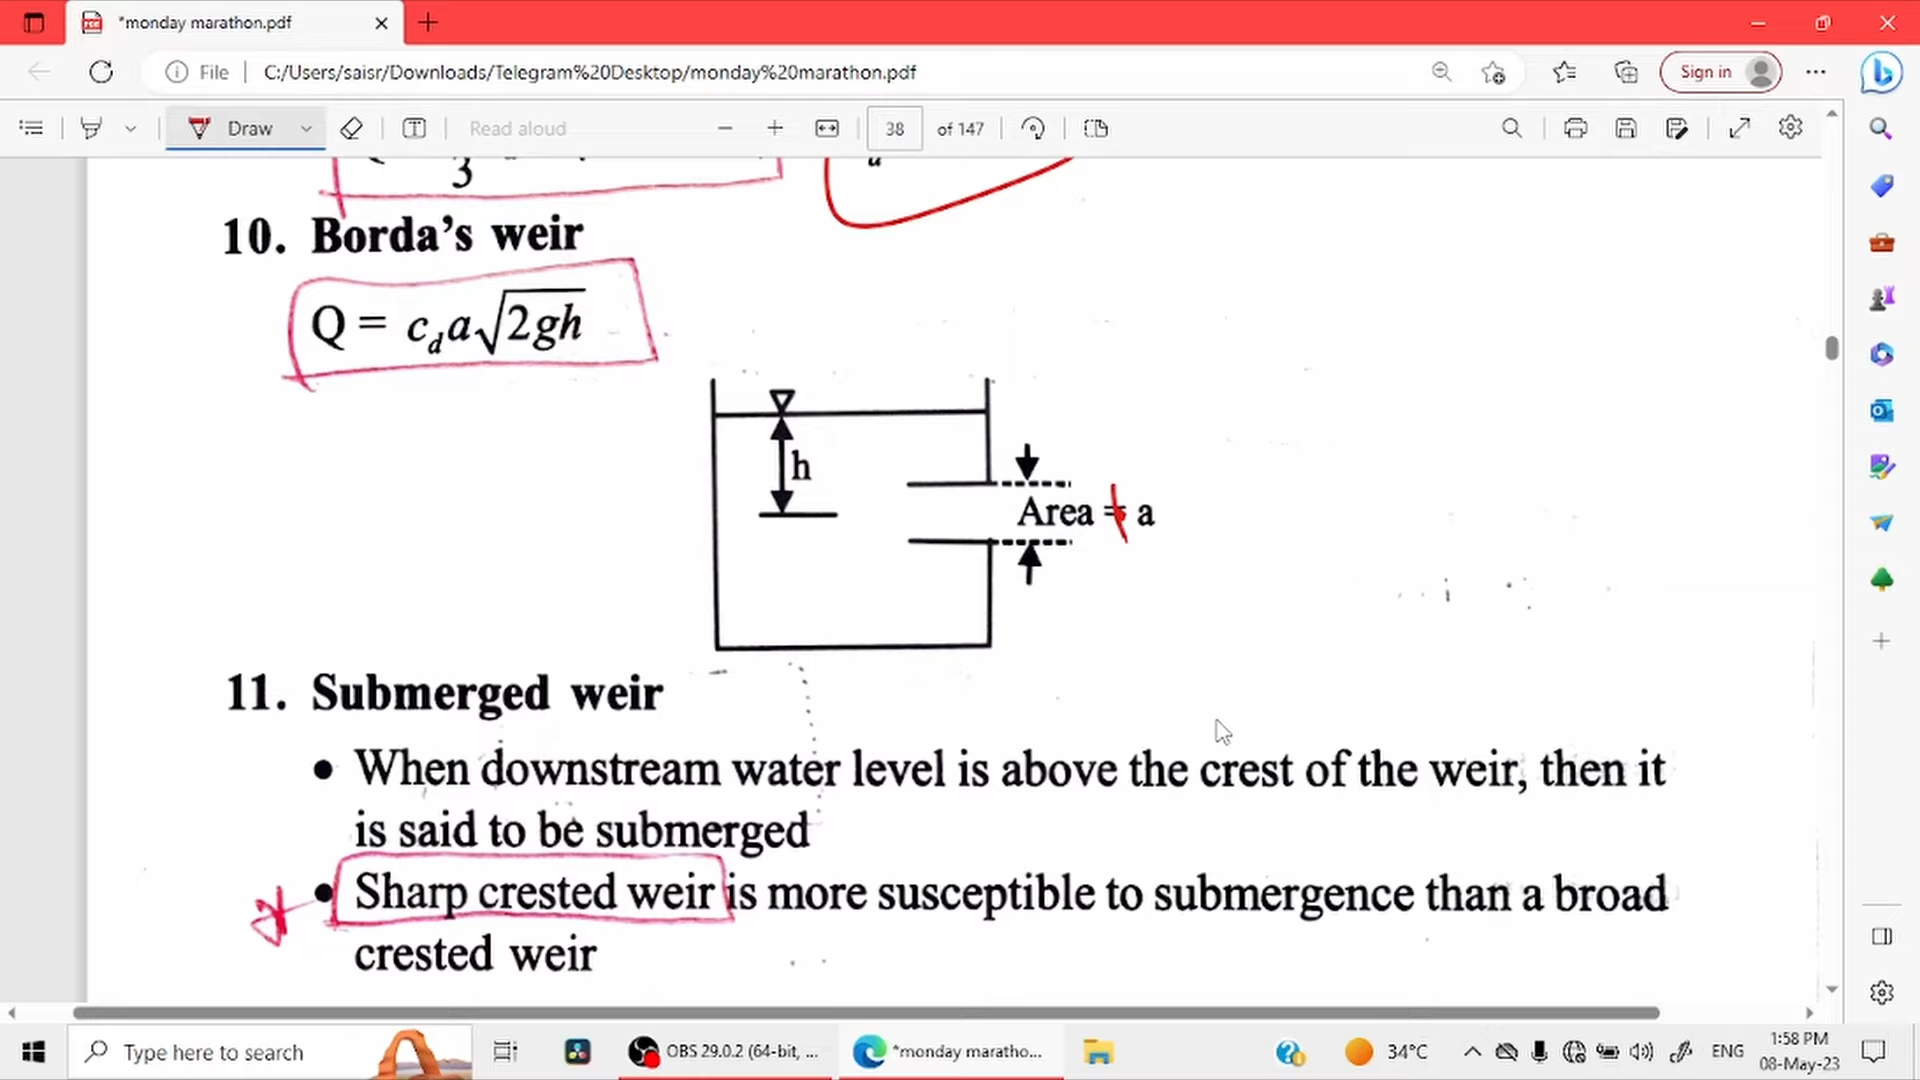 *monday marathon.pdf
File
C:/Users/saisr/Downloads/Telegram%20Desktop/monday%20marathon.pdf
Sign in
Draw
Read aloud
38 of 147
3
a
10. Borda's weir
Q = c_d a√2gh
h
Area = a
11. Submerged weir
• When downstream water level is above the crest of the weir, then it
is said to be submerged
• Sharp crested weir is more susceptible to submergence than a broad
crested weir
Type here to search
OBS 29.0.2 (64-bit, ...
*monday maratho...
34°C
ENG
1:58 PM
08-May-23